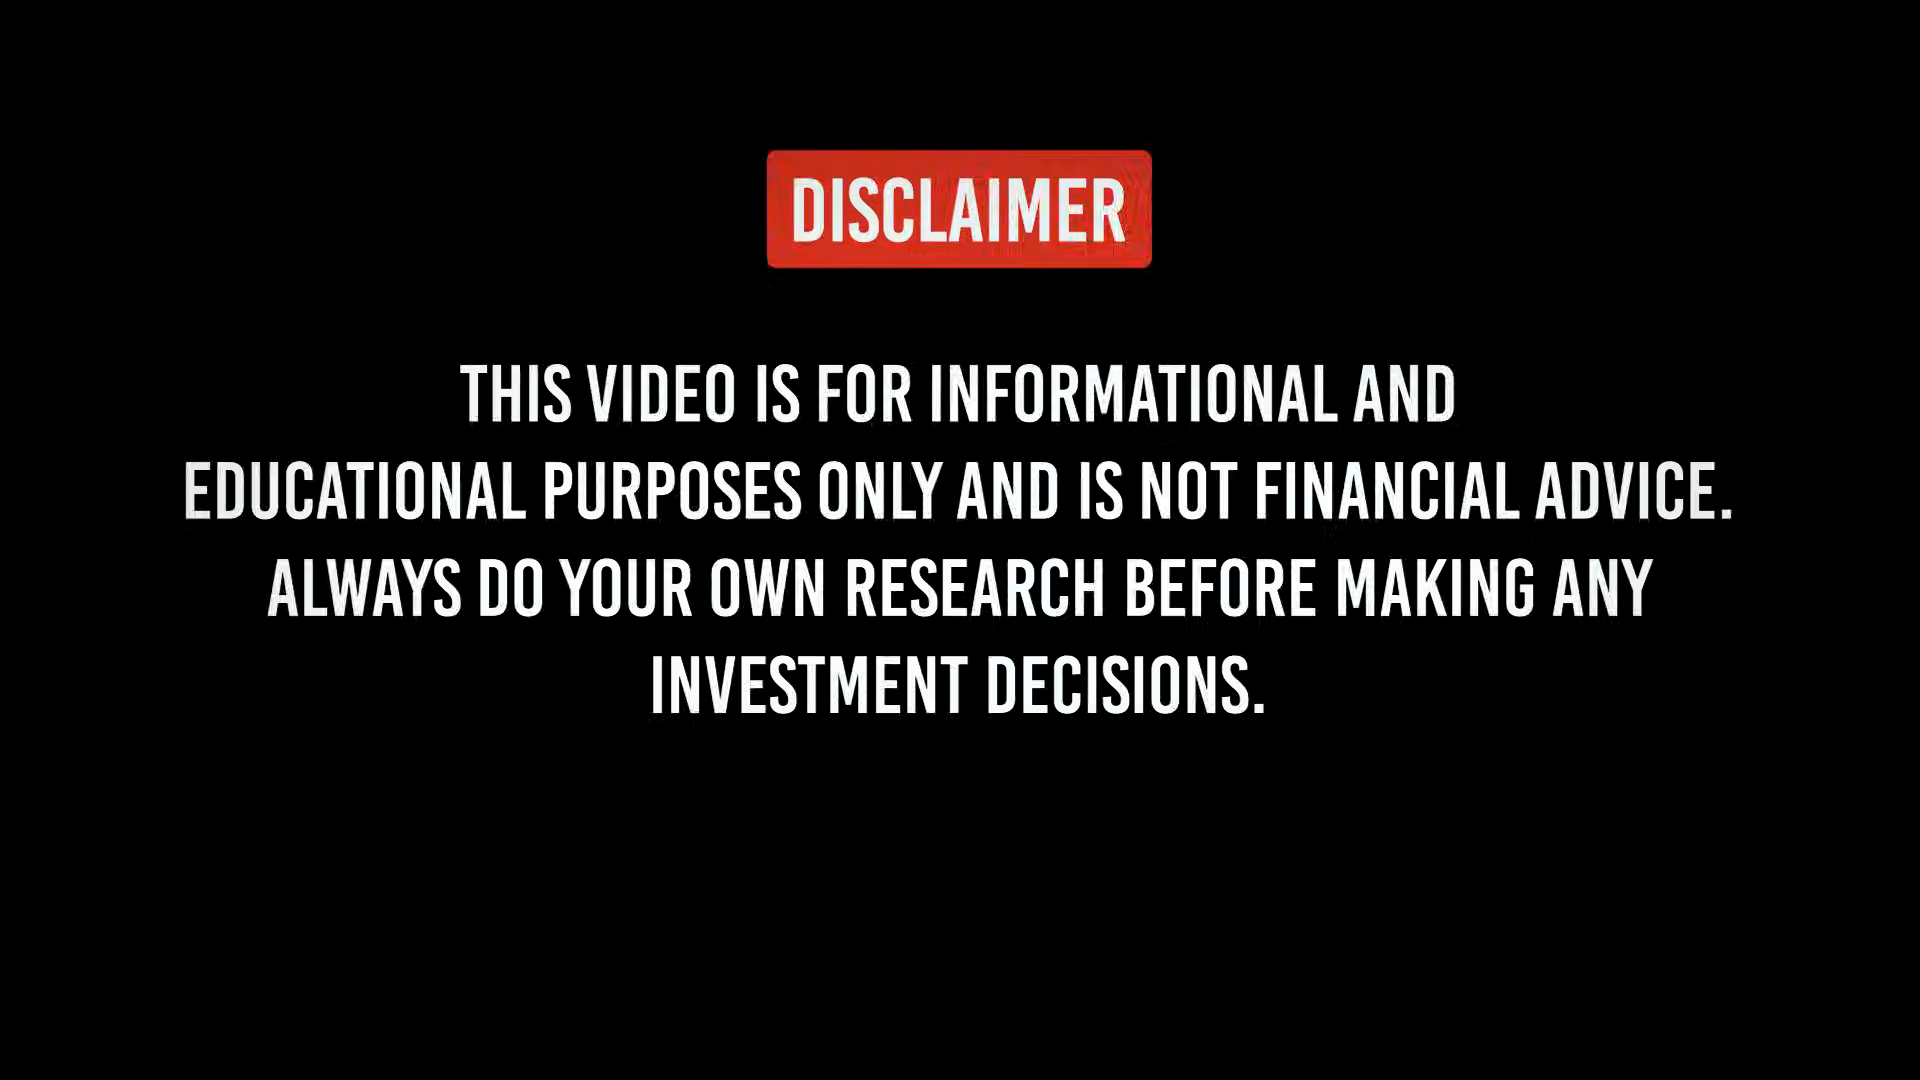 DISCLAIMER
THIS VIDEO IS FOR INFORMATIONAL AND
EDUCATIONAL PURPOSES ONLY AND IS NOT FINANCIAL ADVICE.
ALWAYS DO YOUR OWN RESEARCH BEFORE MAKING ANY
INVESTMENT DECISIONS.